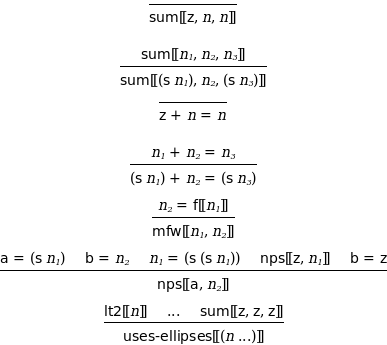 sum⟦z, n, n⟧
sum⟦n₁, n₂, n₃⟧
sum⟦(s n₁), n₂, (s n₃)⟧
z + n = n
n₁ + n₂ = n₃
(s n₁) + n₂ = (s n₃)
n₂ = f⟦n₁⟧
mfw⟦n₁, n₂⟧
a = (s n₁) b = n₂ n₁ = (s (s n₁)) nps⟦z, n₁⟧ b = z
nps⟦a, n₂⟧
lt2⟦n⟧ ... sum⟦z, z, z⟧
uses-ellipses⟦(n ...)⟧